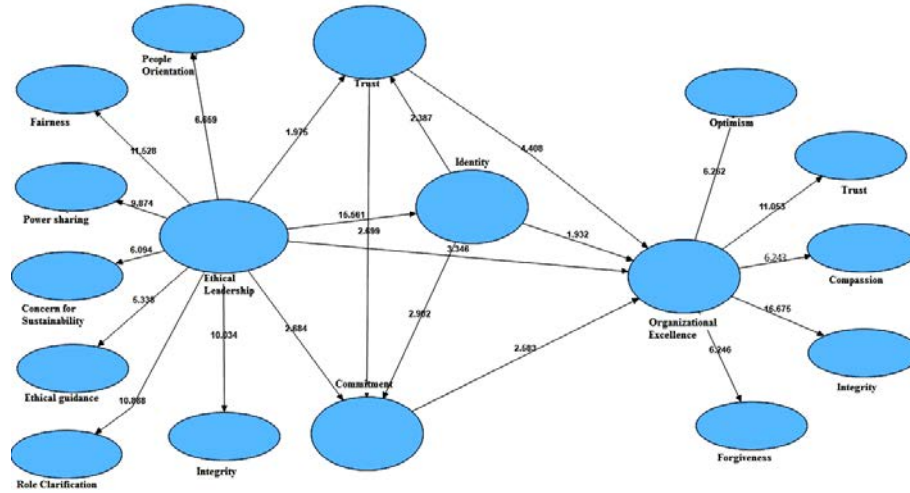 People
Orientation
Trust
Fairness
Optimism
6.659
11.528
1.975
2.387
4.408
Identity
6.262
Trust
Power sharing
9.874
15.561
11.053
2.699
1.932
6.094
3.346
6.243
Compassion
Ethical
Leadership
Concern for
Sustainability
5.338
2.902
Organizational
Excellence
15.675
10.034
2.684
2.583
6.246
Ethical guidance
Commitment
Integrity
10.888
Role Clarification
Integrity
Forgiveness